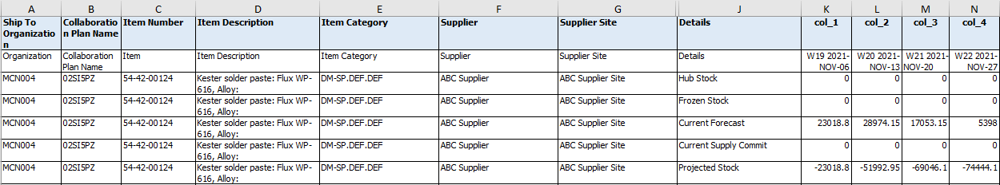 A B C D E F G J K L M N
Ship To Organizatio n Collaboratio n Plan Name Item Number Item Description Item Category Supplier Supplier Site Details col_1 col_2 col_3 col_4
Organization Collaboration Plan Name Item Item Description Item Category Supplier Supplier Site Details W19 2021-NOV-06 W20 2021-NOV-13 W21 2021-NOV-20 W22 2021-NOV-27
MCN004 02SI5PZ 54-42-00124 Kester solder paste: Flux WP-616, Alloy: DM-SP.DEF.DEF ABC Supplier ABC Supplier Site Hub Stock 0 0 0 0
MCN004 02SI5PZ 54-42-00124 Kester solder paste: Flux WP-616, Alloy: DM-SP.DEF.DEF ABC Supplier ABC Supplier Site Frozen Stock 0 0 0 0
MCN004 02SI5PZ 54-42-00124 Kester solder paste: Flux WP-616, Alloy: DM-SP.DEF.DEF ABC Supplier ABC Supplier Site Current Forecast 23018.8 28974.15 17053.15 5398
MCN004 02SI5PZ 54-42-00124 Kester solder paste: Flux WP-616, Alloy: DM-SP.DEF.DEF ABC Supplier ABC Supplier Site Current Supply Commit 0 0 0 0
MCN004 02SI5PZ 54-42-00124 Kester solder paste: Flux WP-616, Alloy: DM-SP.DEF.DEF ABC Supplier ABC Supplier Site Projected Stock -23018.8 -51992.95 -69046.1 -74444.1